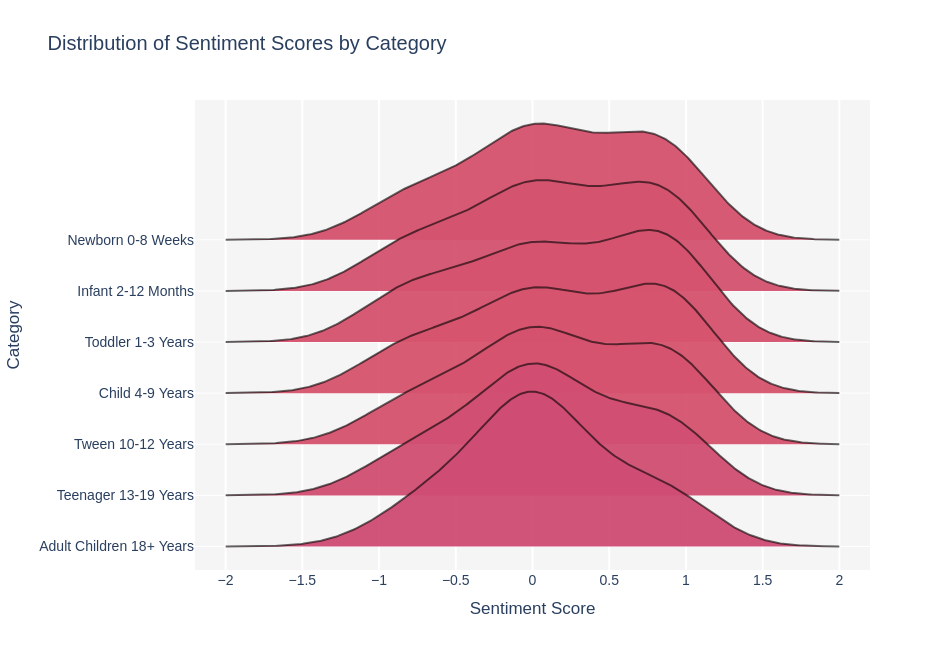 Distribution of Sentiment Scores by Category
Category
Newborn 0-8 Weeks
Infant 2-12 Months
Toddler 1-3 Years
Child 4-9 Years
Tween 10-12 Years
Teenager 13-19 Years
Adult Children 18+ Years
−2 −1.5 −1 −0.5 0 0.5 1 1.5 2
Sentiment Score